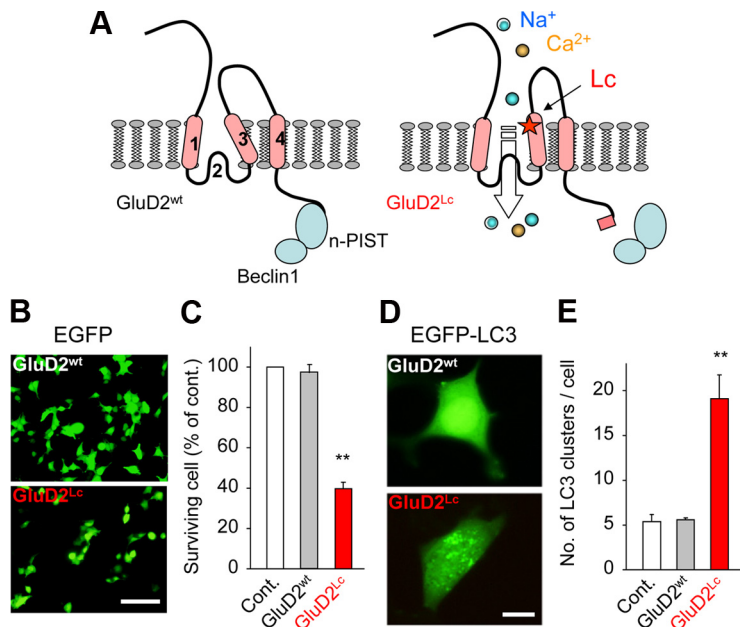 A
Na⁺
Ca²⁺
Lc
1
2
3
4
GluD2ʷᵗ
GluD2ᴸᶜ
n-PIST
Beclin1
B
EGFP
GluD2ʷᵗ
GluD2ᴸᶜ
C
Surviving cell (% of cont.)
100
80
60
40
20
0
**
Cont.
GluD2ʷᵗ
GluD2ᴸᶜ
D
EGFP-LC3
GluD2ʷᵗ
GluD2ᴸᶜ
E
No. of LC3 clusters / cell
20
15
10
5
0
**
Cont.
GluD2ʷᵗ
GluD2ᴸᶜ